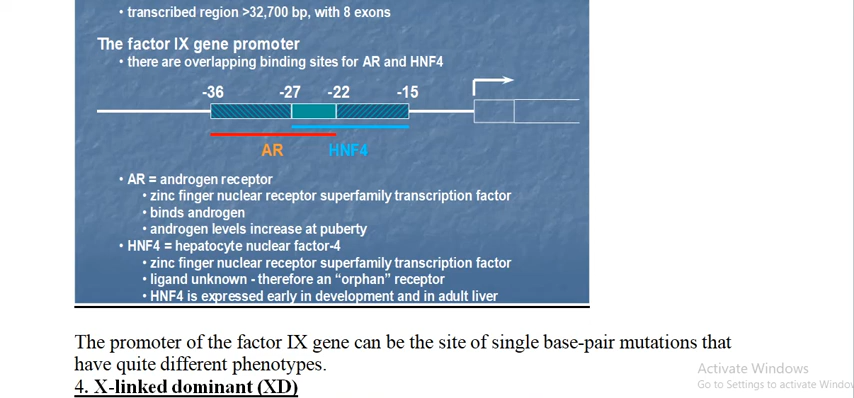 • transcribed region >32,700 bp, with 8 exons
The factor IX gene promoter
• there are overlapping binding sites for AR and HNF4
-36 -27 -22 -15
AR HNF4
• AR = androgen receptor
• zinc finger nuclear receptor superfamily transcription factor
• binds androgen
• androgen levels increase at puberty
• HNF4 = hepatocyte nuclear factor-4
• zinc finger nuclear receptor superfamily transcription factor
• ligand unknown - therefore an “orphan” receptor
• HNF4 is expressed early in development and in adult liver
The promoter of the factor IX gene can be the site of single base-pair mutations that
have quite different phenotypes.
4. X-linked dominant (XD)
Activate Windows
Go to Settings to activate Windows